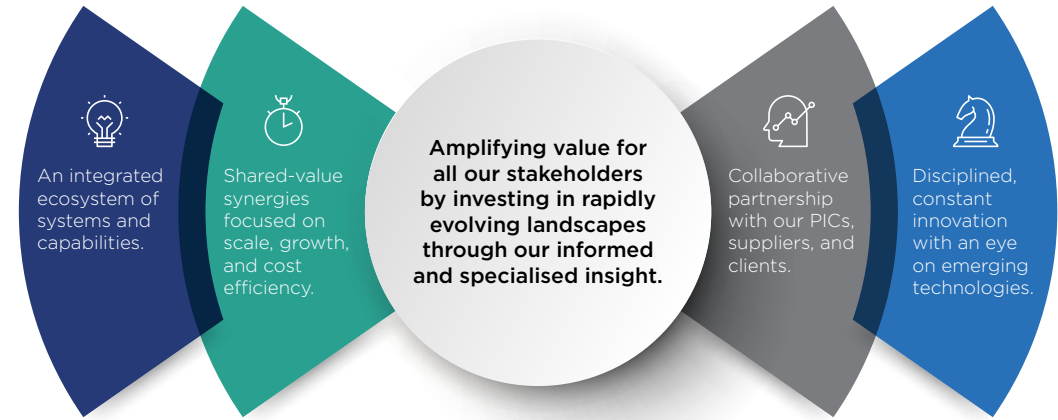 An integrated
ecosystem of
systems and
capabilities.
Shared-value
synergies
focused on
scale, growth,
and cost
efficiency.
Amplifying value for
all our stakeholders
by investing in rapidly
evolving landscapes
through our informed
and specialised insight.
Collaborative
partnership
with our PICs,
suppliers, and
clients.
Disciplined,
constant
innovation
with an eye
on emerging
technologies.